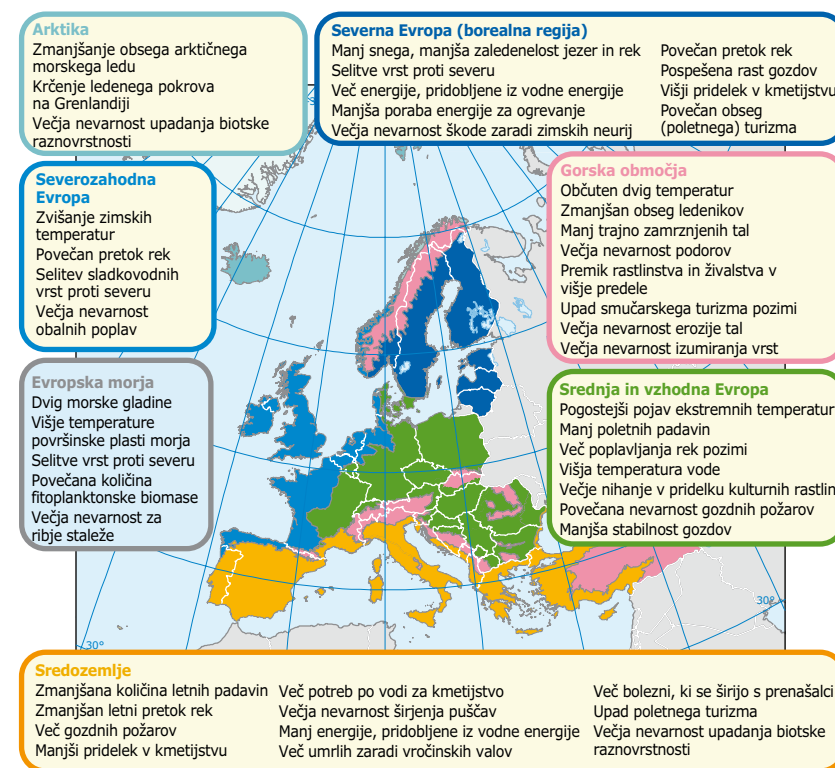 Arktika
Zmanjšanje obsega arktičnega
morskega ledu
Krčenje ledenega pokrova
na Grenlandiji
Večja nevarnost upadanja biotske
raznovrstnosti
Severna Evropa (borealna regija)
Manj snega, manjša zaledenelost jezer in rek
Selitve vrst proti severu
Več energije, pridobljene iz vodne energije
Manjša poraba energije za ogrevanje
Večja nevarnost škode zaradi zimskih neurij
Povečan pretok rek
Pospešena rast gozdov
Višji pridelek v kmetijstvu
Povečan obseg
(poletnega) turizma
Severozahodna
Evropa
Zvišanje zimskih
temperatur
Povečan pretok rek
Selitev sladkovodnih
vrst proti severu
Večja nevarnost
obalnih poplav
Gorska območja
Občuten dvig temperatur
Zmanjšan obseg ledenikov
Manj trajno zamrznjenih tal
Večja nevarnost podorov
Premik rastlinstva in živalstva v
višje predele
Upad smučarskega turizma pozimi
Večja nevarnost erozije tal
Večja nevarnost izumiranja vrst
Evropska morja
Dvig morske gladine
Višje temperature
površinske plasti morja
Selitve vrst proti severu
Povečana količina
fitoplanktonske biomase
Večja nevarnost za
ribje staleže
Srednja in vzhodna Evropa
Pogostejši pojav ekstremnih temperatur
Manj poletnih padavin
Več poplavljanja rek pozimi
Višja temperatura vode
Večje nihanje v pridelku kulturnih rastlin
Povečana nevarnost gozdnih požarov
Manjša stabilnost gozdov
30°
30°
Sredozemlje
Zmanjšana količina letnih padavin
Zmanjšan letni pretok rek
Več gozdnih požarov
Manjši pridelek v kmetijstvu
Več potreb po vodi za kmetijstvo
Večja nevarnost širjenja puščav
Manj energije, pridobljene iz vodne energije
Več umrlih zaradi vročinskih valov
Več bolezni, ki se širijo s prenašalci
Upad poletnega turizma
Večja nevarnost upadanja biotske
raznovrstnosti